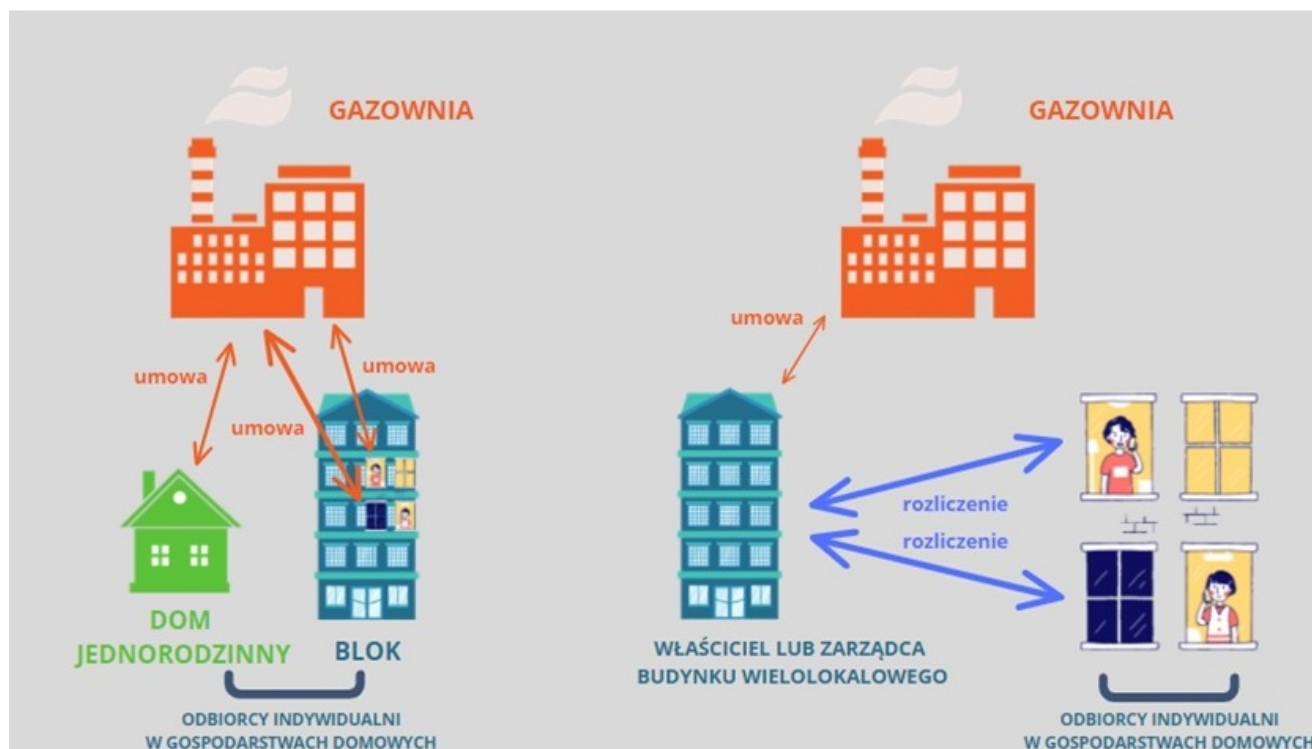 GAZOWNIA
umowa
umowa
umowa
DOM
JEDNORODZINNY
BLOK
ODBIORCY INDYWIDUALNI
W GOSPODARSTWACH DOMOWYCH
GAZOWNIA
umowa
rozliczenie
rozliczenie
WŁAŚCICIEL LUB ZARZĄDCA
BUDYNKU WIELOLOKALOWEGO
ODBIORCY INDYWIDUALNI
W GOSPODARSTWACH DOMOWYCH